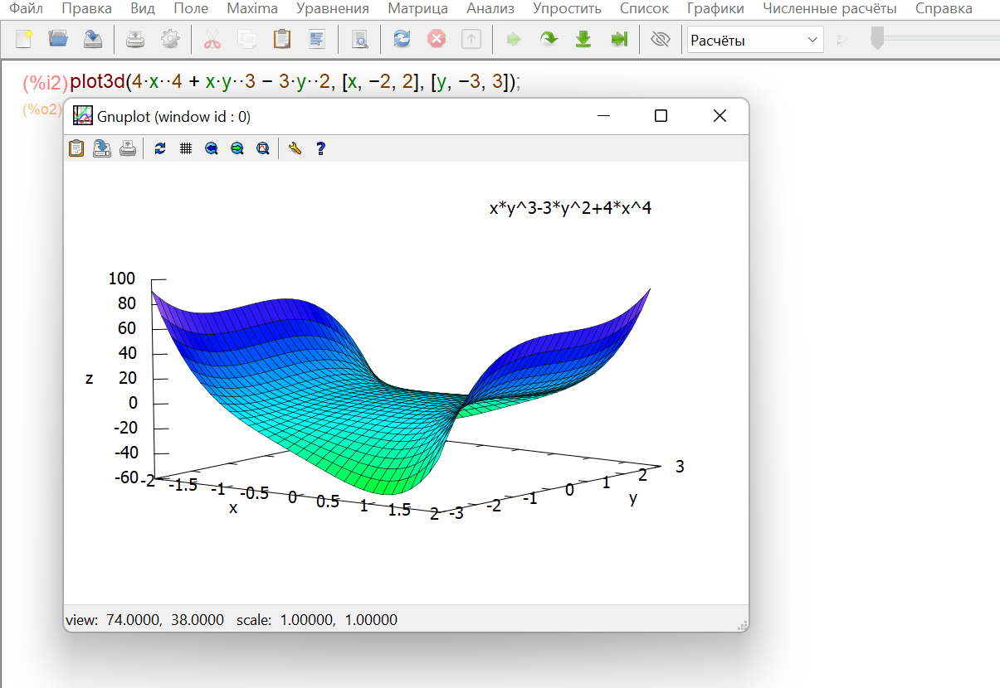 Файл Правка Вид Поле Maxima Уравнения Матрица Анализ Упростить Список Графики Численные расчёты Справка
Расчёты
(%i2) plot3d(4·x··4 + x·y··3 − 3·y··2, [x, −2, 2], [y, −3, 3]);
(%o2)
Gnuplot (window id : 0)
?
x*y^3-3*y^2+4*x^4
100
80
60
40
z 20
0
-20
-40
-60
-2 -1.5 -1 -0.5 0 0.5 1 1.5 2
x
-3 -2 -1 0 1 2 3
y
view: 74.0000, 38.0000 scale: 1.00000, 1.00000